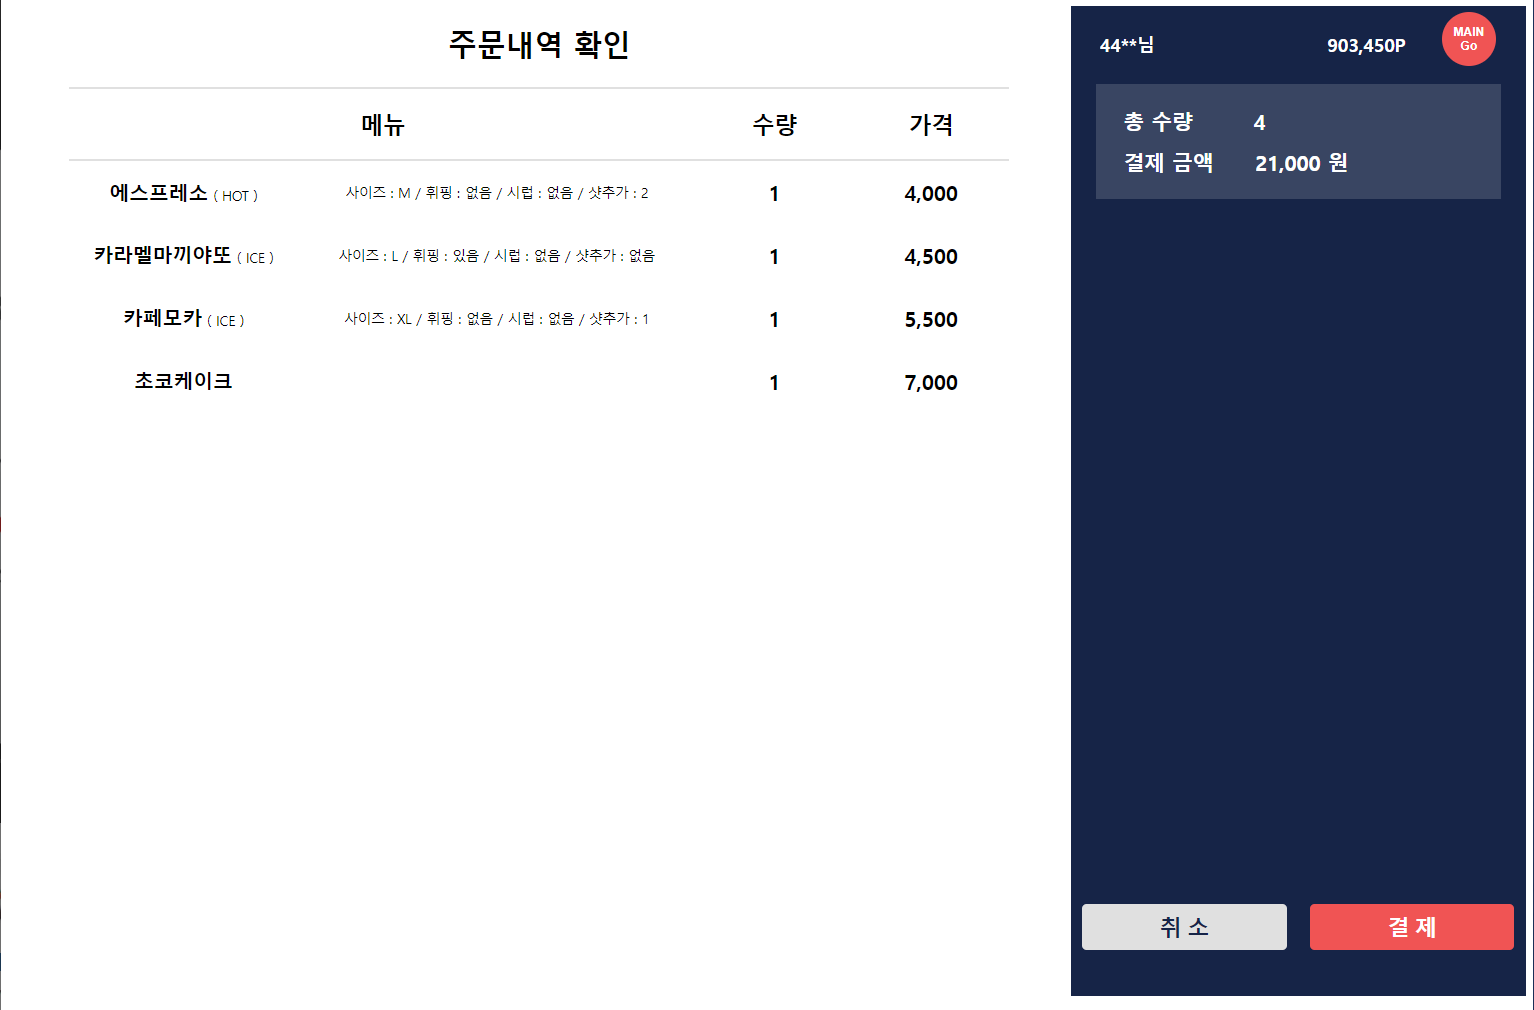 주문내역 확인
메뉴 수량 가격
에스프레소 ( HOT ) 사이즈 : M / 휘핑 : 없음 / 시럽 : 없음 / 샷추가 : 2 1 4,000
카라멜마끼야또 ( ICE ) 사이즈 : L / 휘핑 : 있음 / 시럽 : 없음 / 샷추가 : 없음 1 4,500
카페모카 ( ICE ) 사이즈 : XL / 휘핑 : 없음 / 시럽 : 없음 / 샷추가 : 1 1 5,500
초코케이크 1 7,000
44**님 903,450P
MAIN
Go
총 수량 4
결제 금액 21,000 원
취 소 결 제